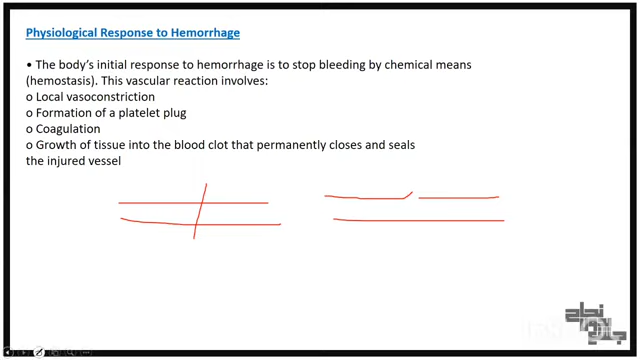 Physiological Response to Hemorrhage
• The body's initial response to hemorrhage is to stop bleeding by chemical means
(hemostasis). This vascular reaction involves:
o Local vasoconstriction
o Formation of a platelet plug
o Coagulation
o Growth of tissue into the blood clot that permanently closes and seals
the injured vessel